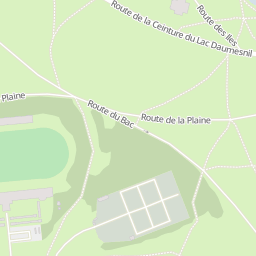 Route de la Ceinture du Lac Daumesnil
Route des Iles
Plaine
Route du Bac
Route de la Plaine